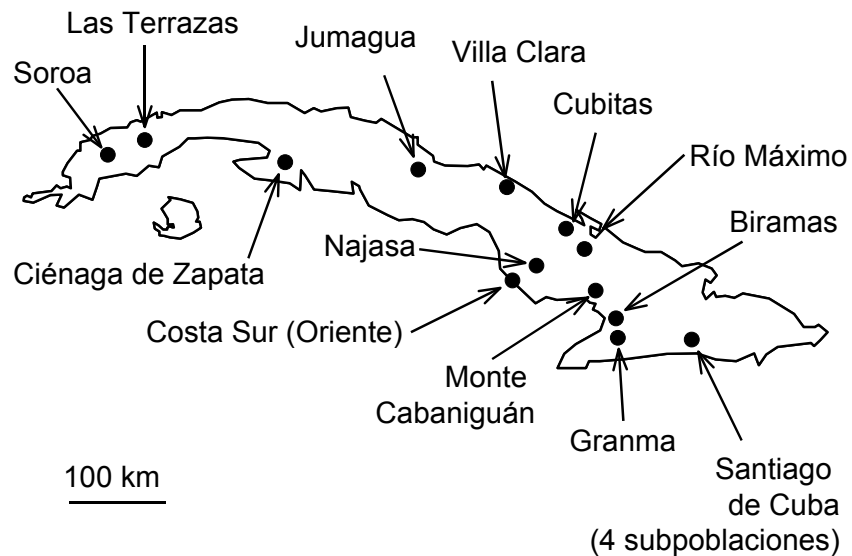 Las Terrazas
Soroa
Jumagua
Villa Clara
Cubitas
Río Máximo
Biramas
Najasa
Ciénaga de Zapata
Costa Sur (Oriente)
Monte
Cabaniguán
Granma
100 km
Santiago
de Cuba
(4 subpoblaciones)